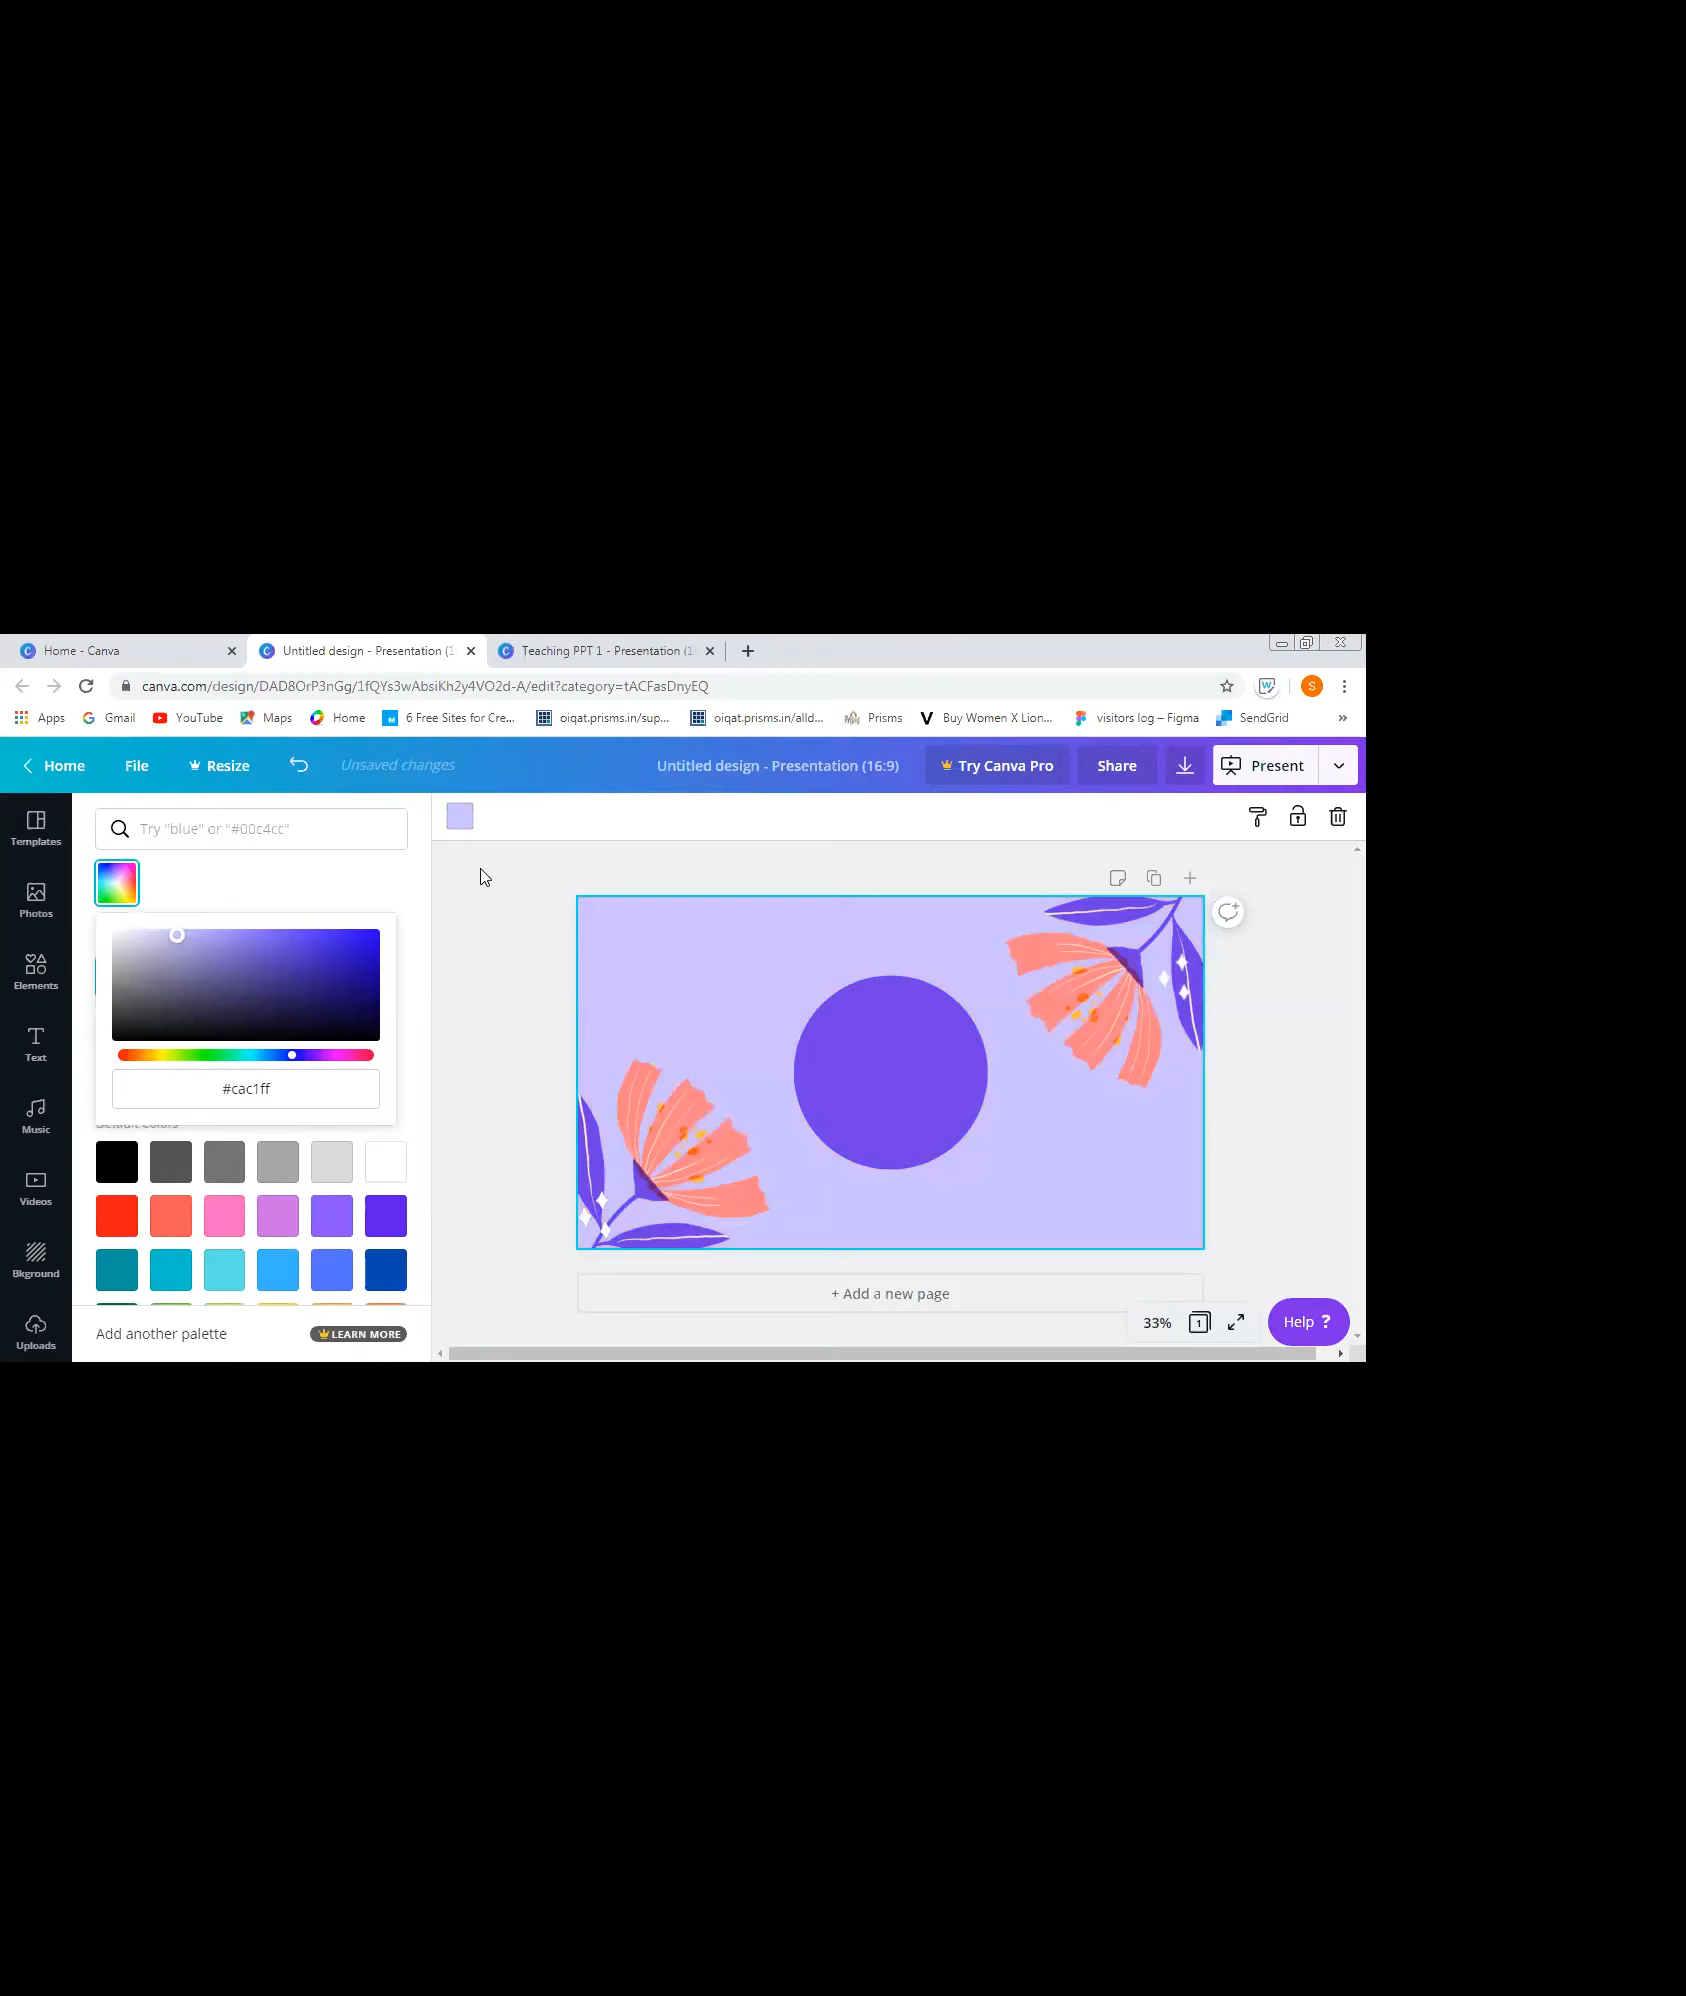 Home - Canva
Untitled design - Presentation (1
Teaching PPT 1 - Presentation (1
canva.com/design/DAD8OrP3nGg/1fQYs3wAbsiKh2y4VO2d-A/edit?category=tACFasDnyEQ
S
Apps
Gmail
YouTube
Maps
Home
6 Free Sites for Cre...
oiqat.prisms.in/sup...
oiqat.prisms.in/alld...
Prisms
Buy Women X Lion...
visitors log – Figma
SendGrid
»
Home
File
Resize
Unsaved changes
Untitled design - Presentation (16:9)
Try Canva Pro
Share
Present
Templates
Photos
Elements
Text
Music
Videos
Bkground
Uploads
Try "blue" or "#00c4cc"
#cac1ff
Default Colors
Add another palette
LEARN MORE
+ Add a new page
33%
1
Help ?